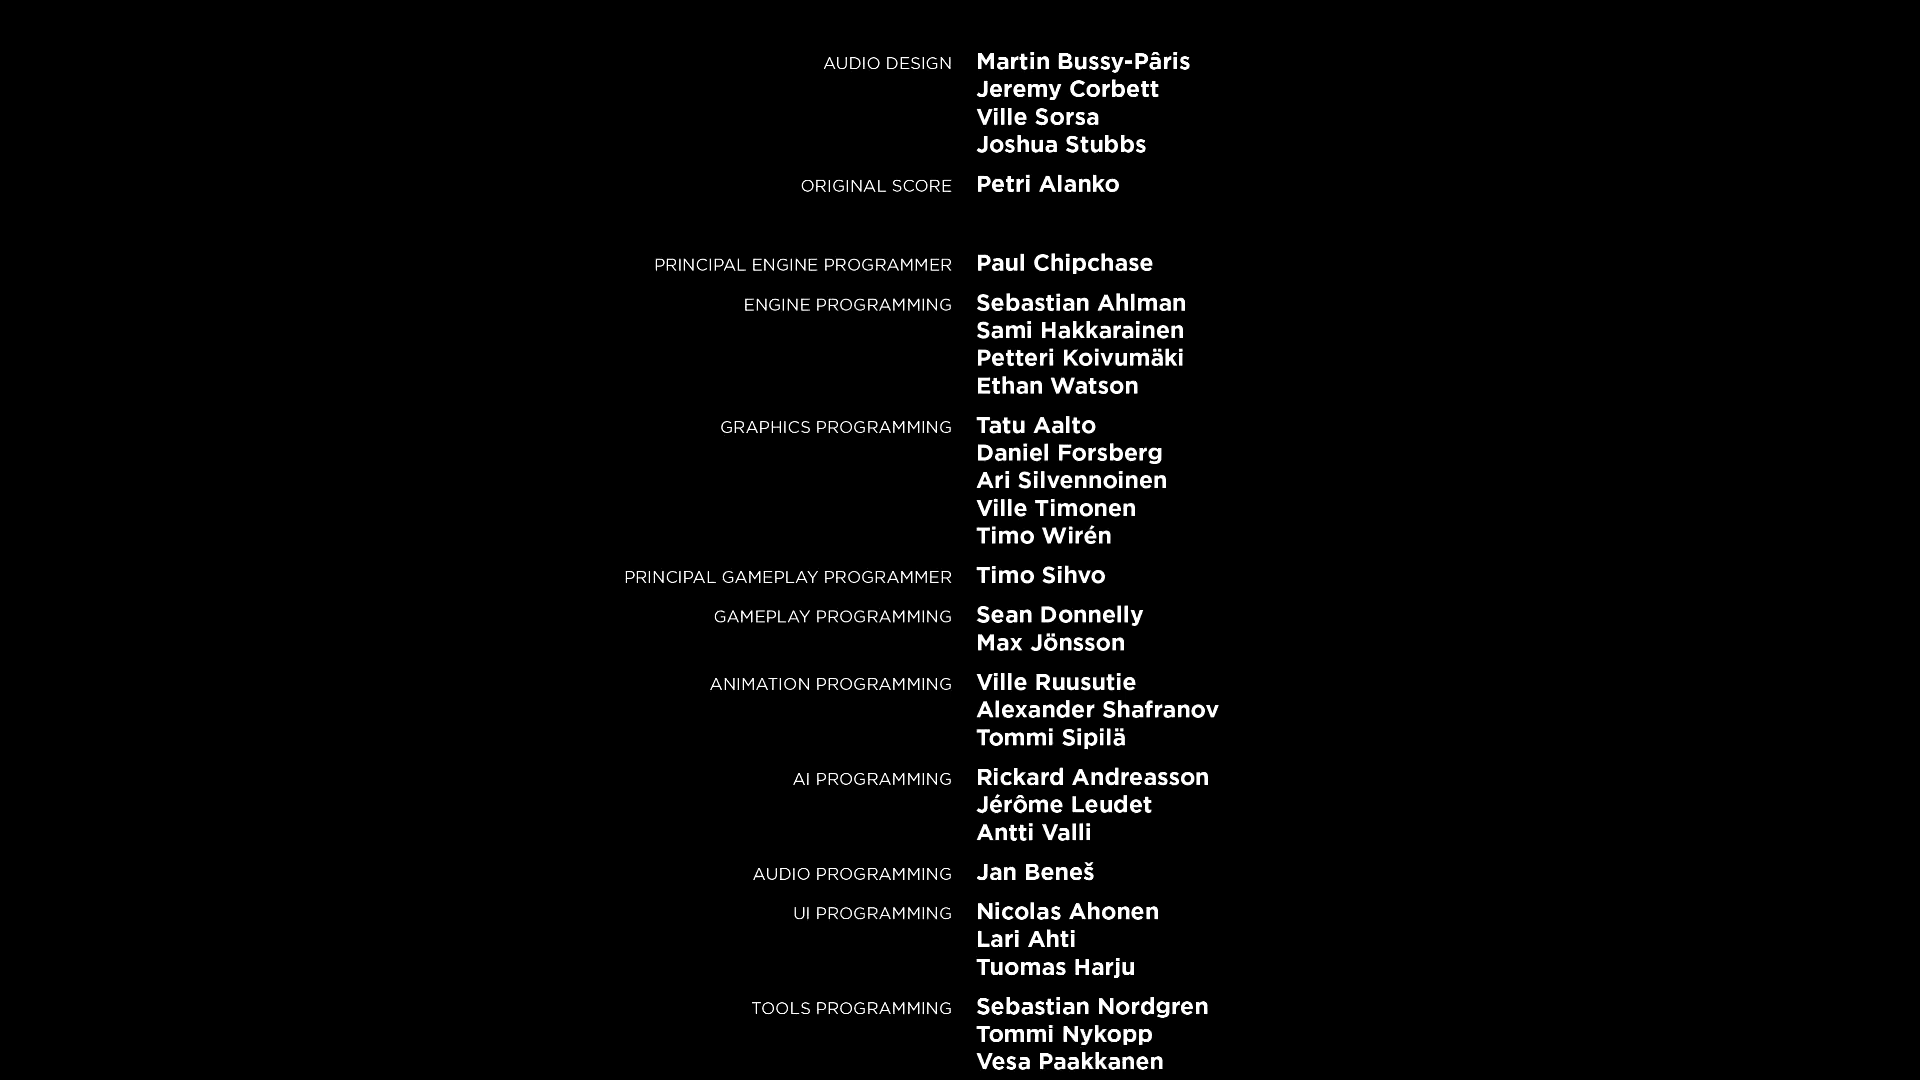 AUDIO DESIGN Martin Bussy-Pâris
Jeremy Corbett
Ville Sorsa
Joshua Stubbs
ORIGINAL SCORE Petri Alanko
PRINCIPAL ENGINE PROGRAMMER Paul Chipchase
ENGINE PROGRAMMING Sebastian Ahlman
Sami Hakkarainen
Petteri Koivumäki
Ethan Watson
GRAPHICS PROGRAMMING Tatu Aalto
Daniel Forsberg
Ari Silvennoinen
Ville Timonen
Timo Wirén
PRINCIPAL GAMEPLAY PROGRAMMER Timo Sihvo
GAMEPLAY PROGRAMMING Sean Donnelly
Max Jönsson
ANIMATION PROGRAMMING Ville Ruusutie
Alexander Shafranov
Tommi Sipilä
AI PROGRAMMING Rickard Andreasson
Jérôme Leudet
Antti Valli
AUDIO PROGRAMMING Jan Beneš
UI PROGRAMMING Nicolas Ahonen
Lari Ahti
Tuomas Harju
TOOLS PROGRAMMING Sebastian Nordgren
Tommi Nykopp
Vesa Paakkanen